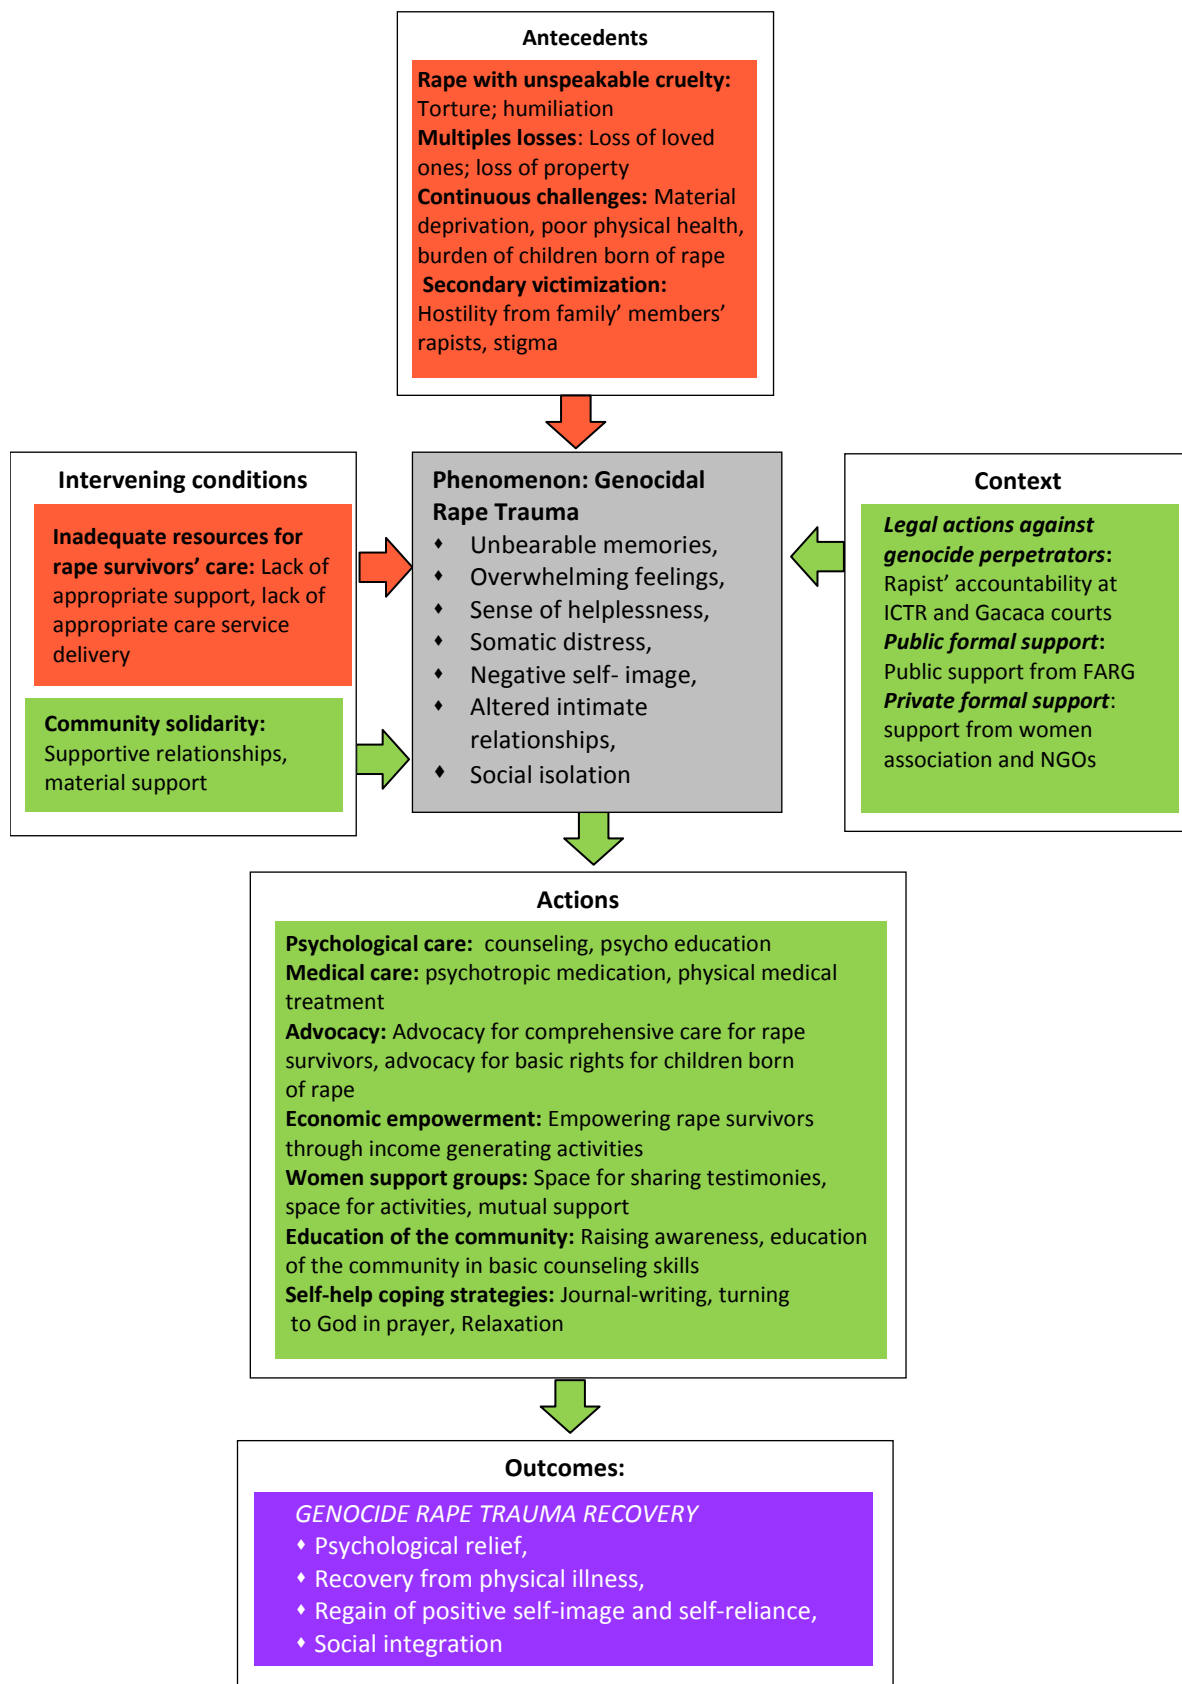 Antecedents
Rape with unspeakable cruelty:
Torture; humiliation
Multiples losses: Loss of loved
ones; loss of property
Continuous challenges: Material
deprivation, poor physical health,
burden of children born of rape
Secondary victimization:
Hostility from family’ members’
rapists, stigma
Intervening conditions
Inadequate resources for
rape survivors’ care: Lack of
appropriate support, lack of
appropriate care service
delivery
Community solidarity:
Supportive relationships,
material support
Phenomenon: Genocidal
Rape Trauma
♦ Unbearable memories,
♦ Overwhelming feelings,
♦ Sense of helplessness,
♦ Somatic distress,
♦ Negative self- image,
♦ Altered intimate
relationships,
♦ Social isolation
Context
Legal actions against
genocide perpetrators:
Rapist’ accountability at
ICTR and Gacaca courts
Public formal support:
Public support from FARG
Private formal support:
support from women
association and NGOs
Actions
Psychological care: counseling, psycho education
Medical care: psychotropic medication, physical medical
treatment
Advocacy: Advocacy for comprehensive care for rape
survivors, advocacy for basic rights for children born
of rape
Economic empowerment: Empowering rape survivors
through income generating activities
Women support groups: Space for sharing testimonies,
space for activities, mutual support
Education of the community: Raising awareness, education
of the community in basic counseling skills
Self-help coping strategies: Journal-writing, turning
to God in prayer, Relaxation
Outcomes:
GENOCIDE RAPE TRAUMA RECOVERY
♦ Psychological relief,
♦ Recovery from physical illness,
♦ Regain of positive self-image and self-reliance,
♦ Social integration